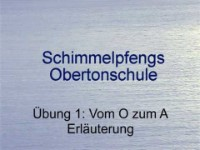 Schimmelpfengs
Obertonschule
Übung 1: Vom O zum A
Erläuterung